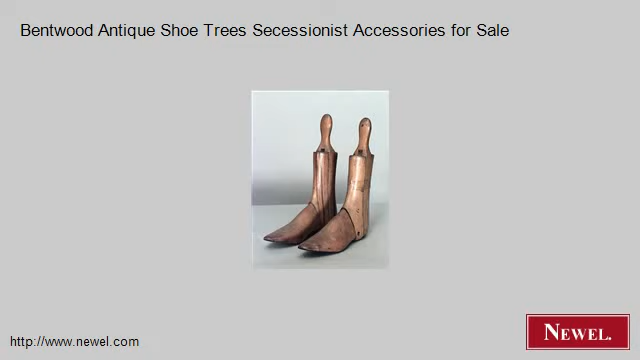 Bentwood Antique Shoe Trees Secessionist Accessories for Sale
http://www.newel.com
NEWEL.